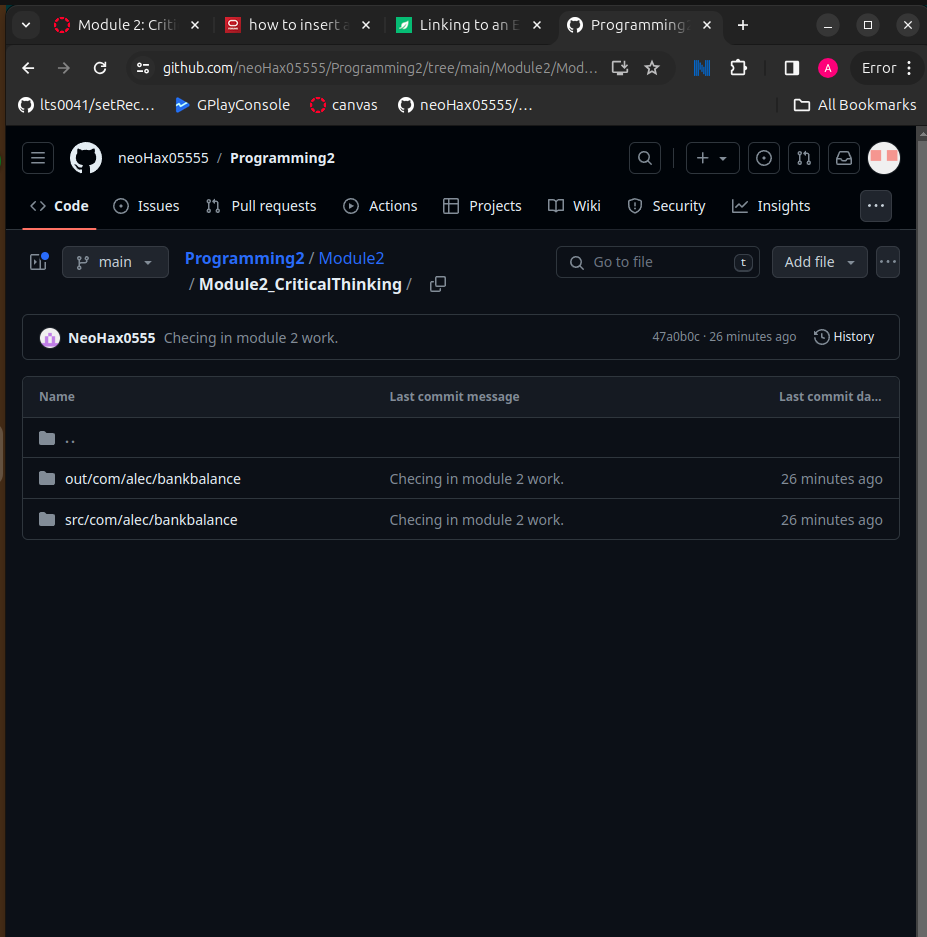 Module 2: Criti
how to insert a
Linking to an E
Programming2
github.com/neoHax05555/Programming2/tree/main/Module2/Mod...
N
A
Error
lts0041/setRec...
GPlayConsole
canvas
neoHax05555/...
All Bookmarks
neoHax05555 / Programming2
Code
Issues
Pull requests
Actions
Projects
Wiki
Security
Insights
main
Programming2 / Module2
/ Module2_CriticalThinking /
Go to file
t
Add file
NeoHax0555 Checing in module 2 work.
47a0b0c · 26 minutes ago
History
Name Last commit message Last commit da...
..
out/com/alec/bankbalance Checing in module 2 work. 26 minutes ago
src/com/alec/bankbalance Checing in module 2 work. 26 minutes ago